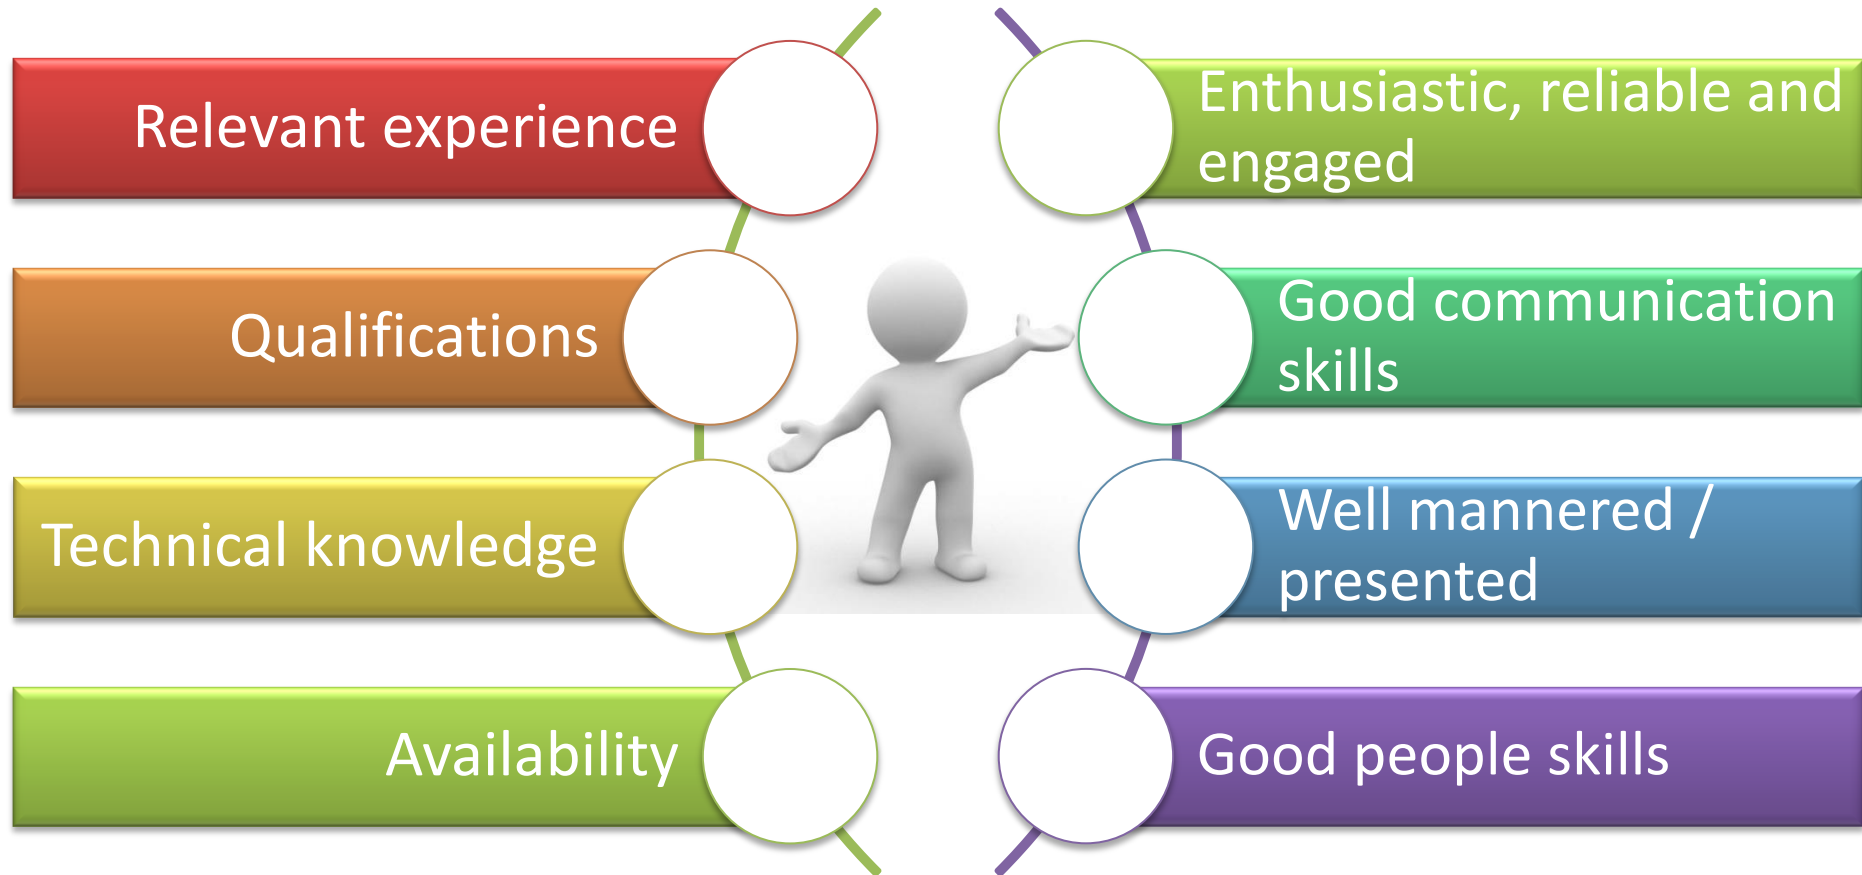 Relevant experience
Qualifications
Technical knowledge
Availability
Enthusiastic, reliable and
engaged
Good communication
skills
Well mannered /
presented
Good people skills